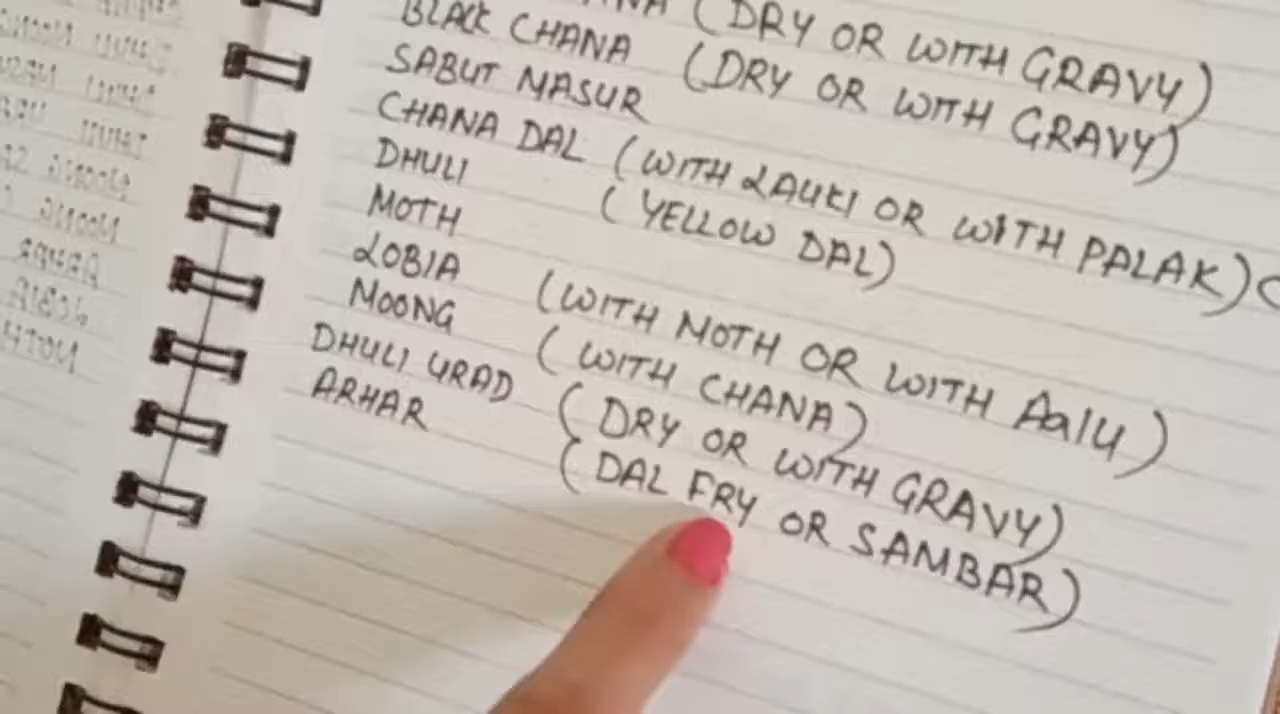 (DRY OR WITH GRAVY)
BLACK CHANA (DRY OR WITH GRAVY)
SABUT MASUR
CHANA DAL (WITH LAUKI OR WITH PALAK)
DHULI (YELLOW DAL)
MOTH
LOBIA (WITH MOTH OR WITH Aalu)
MOONG (WITH CHANA)
DHULI URAD (DRY OR WITH GRAVY)
ARHAR (DAL FRY OR SAMBAR)